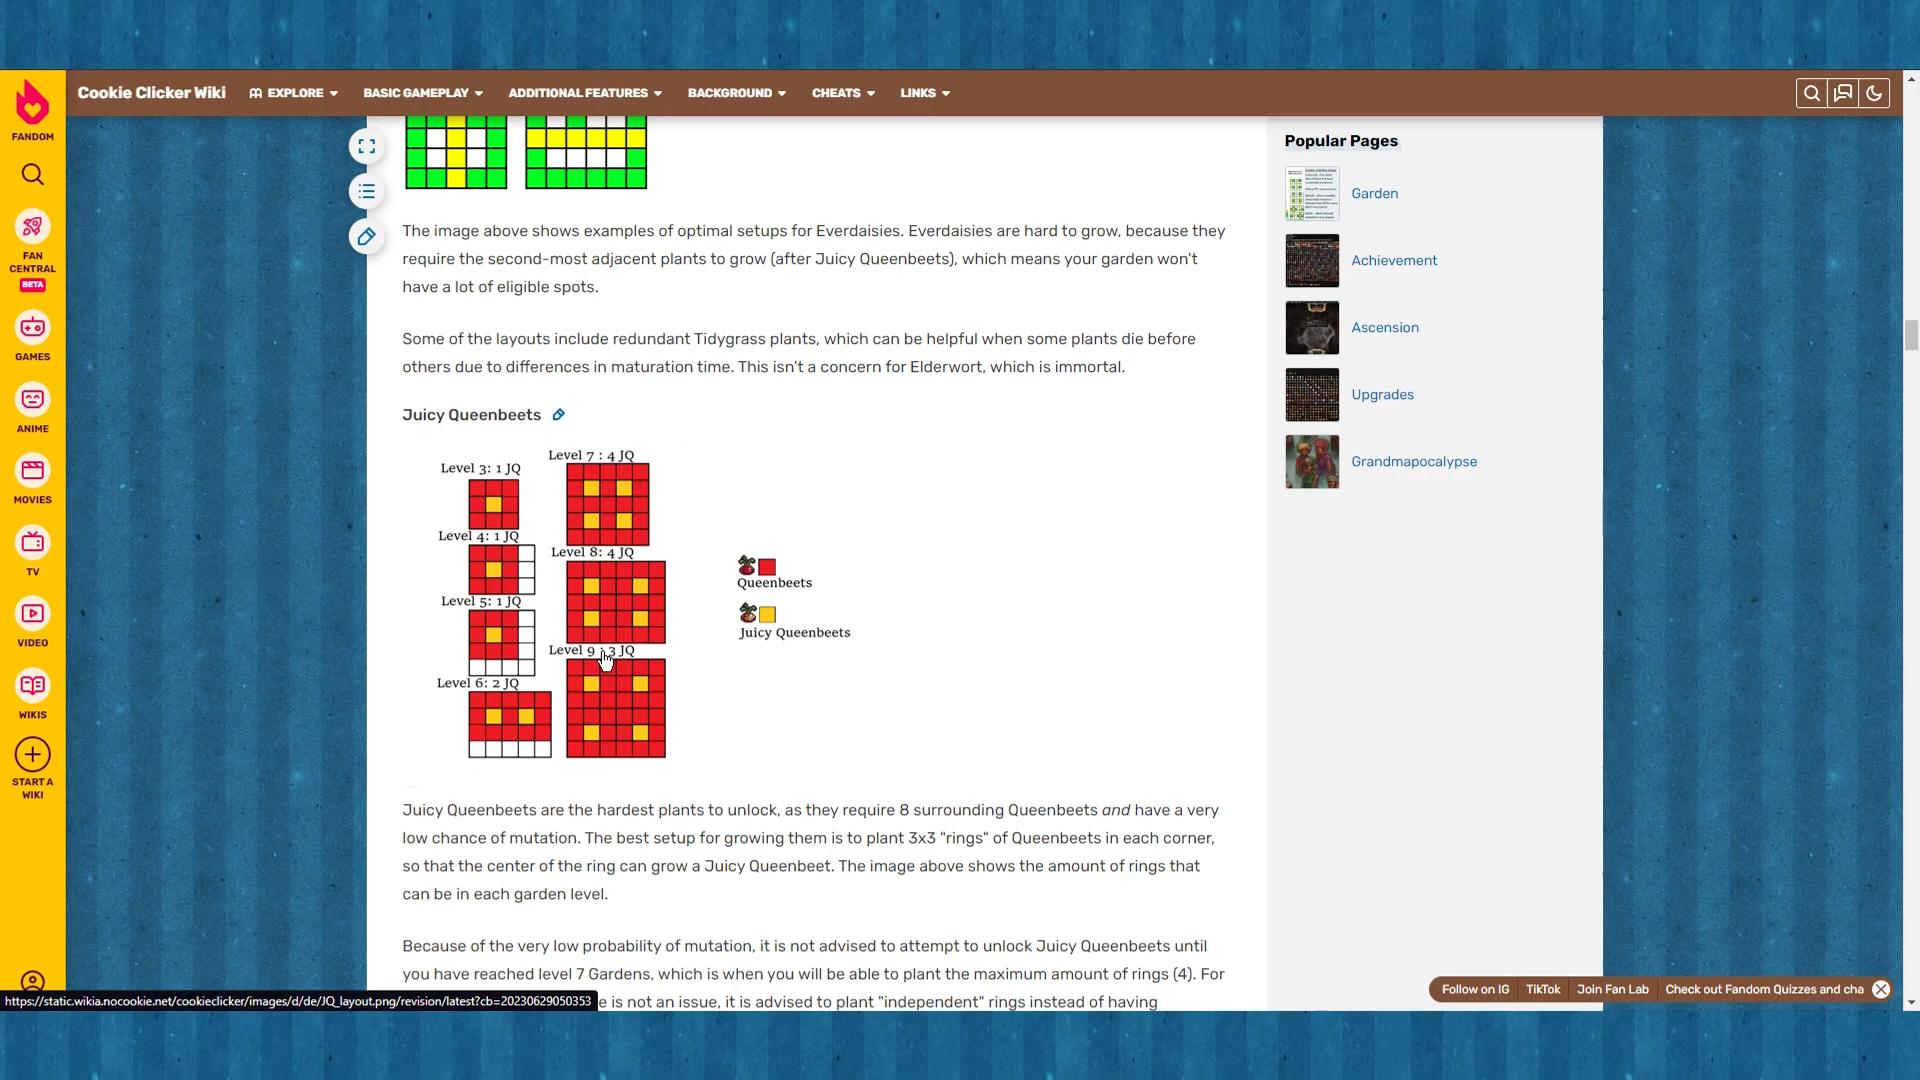 Cookie Clicker Wiki
EXPLORE
BASIC GAMEPLAY
ADDITIONAL FEATURES
BACKGROUND
CHEATS
LINKS
FANDOM
FAN
CENTRAL
BETA
GAMES
ANIME
MOVIES
TV
VIDEO
WIKIS
START A
WIKI
The image above shows examples of optimal setups for Everdaisies. Everdaisies are hard to grow, because they
require the second-most adjacent plants to grow (after Juicy Queenbeets), which means your garden won't
have a lot of eligible spots.
Some of the layouts include redundant Tidygrass plants, which can be helpful when some plants die before
others due to differences in maturation time. This isn't a concern for Elderwort, which is immortal.
Juicy Queenbeets
Level 3: 1 JQ
Level 4: 1 JQ
Level 5: 1 JQ
Level 6: 2 JQ
Level 7 : 4 JQ
Level 8: 4 JQ
Level 9 : 3 JQ
Queenbeets
Juicy Queenbeets
Juicy Queenbeets are the hardest plants to unlock, as they require 8 surrounding Queenbeets and have a very
low chance of mutation. The best setup for growing them is to plant 3x3 "rings" of Queenbeets in each corner,
so that the center of the ring can grow a Juicy Queenbeet. The image above shows the amount of rings that
can be in each garden level.
Because of the very low probability of mutation, it is not advised to attempt to unlock Juicy Queenbeets until
you have reached level 7 Gardens, which is when you will be able to plant the maximum amount of rings (4). For
e is not an issue, it is advised to plant "independent" rings instead of having
Popular Pages
Garden
Achievement
Ascension
Upgrades
Grandmapocalypse
Follow on IG
TikTok
Join Fan Lab
Check out Fandom Quizzes and cha
https://static.wikia.nocookie.net/cookieclicker/images/d/de/JQ_layout.png/revision/latest?cb=20230629050353